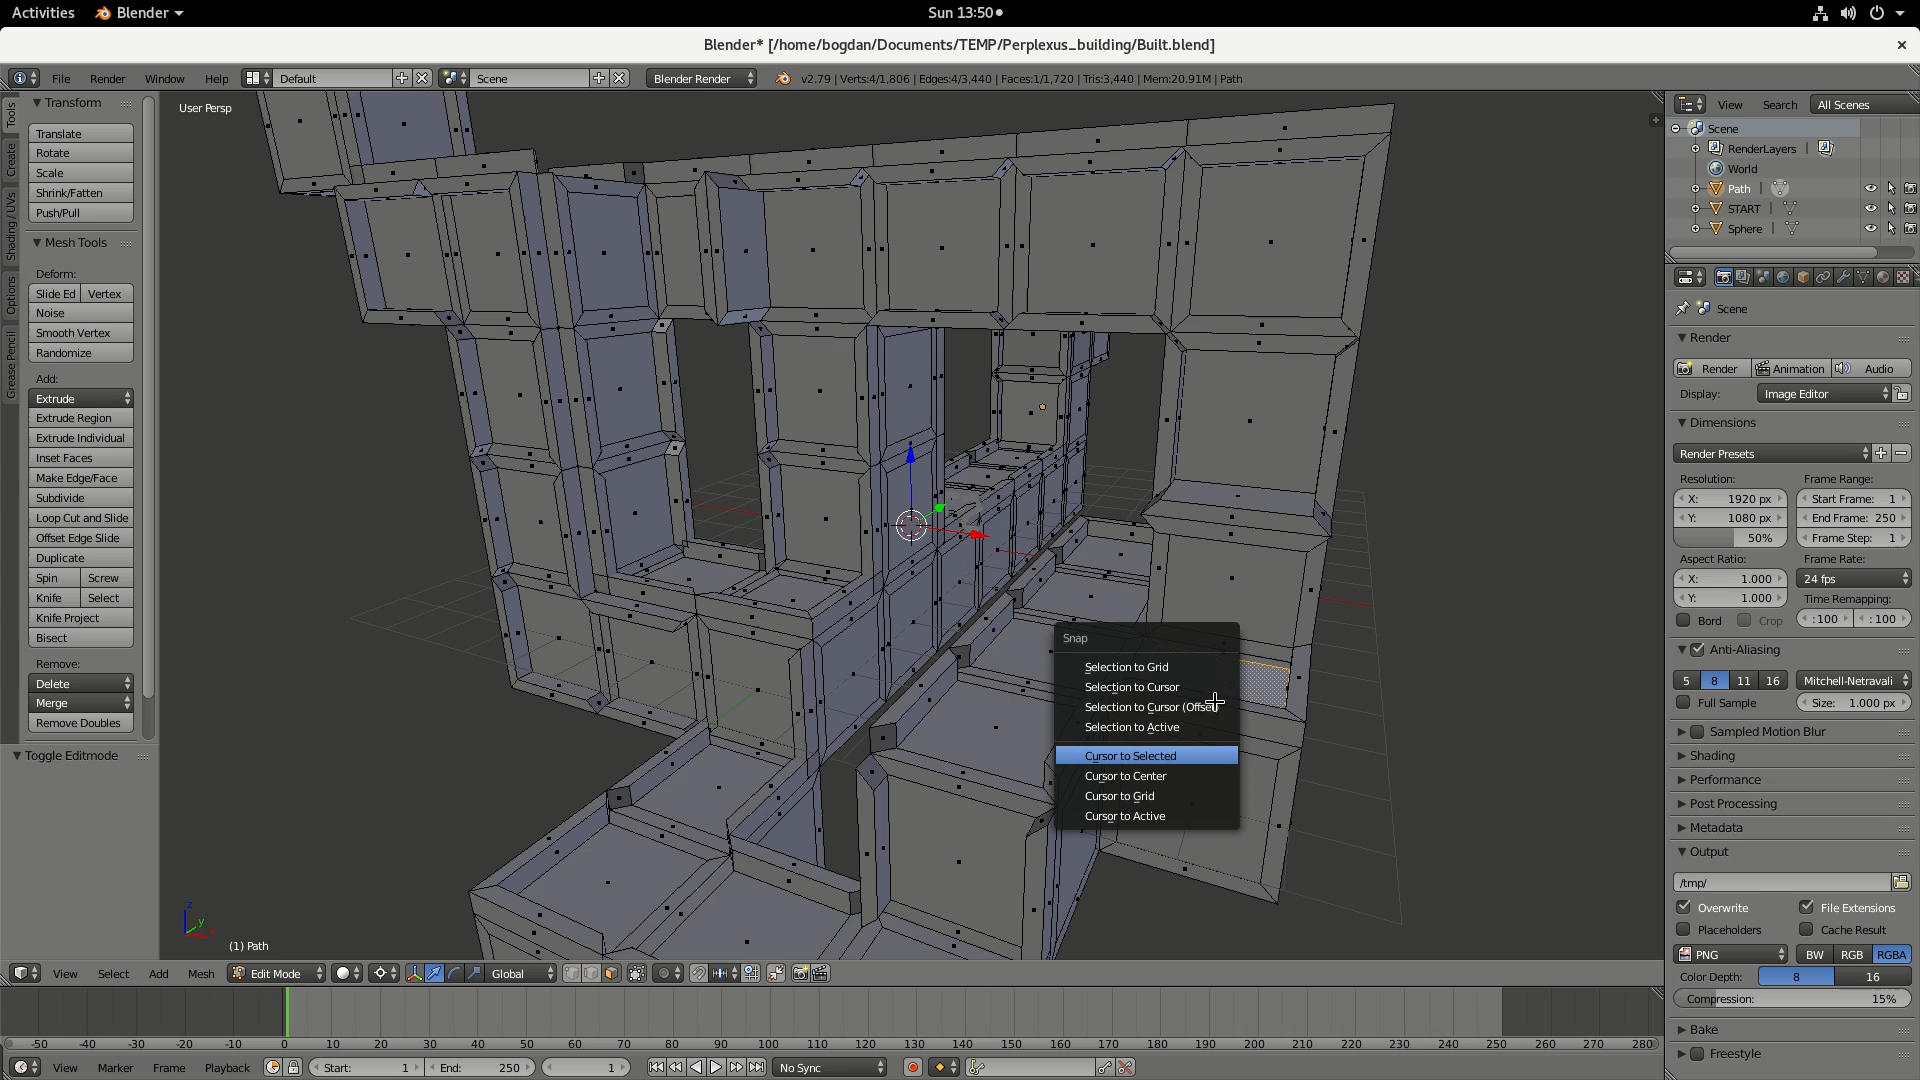 Activities Blender Sun 13:50
Blender* [/home/bogdan/Documents/TEMP/Perplexus_building/Built.blend]
File Render Window Help Default Scene Blender Render v2.79 | Verts:4/1,806 | Edges:4/3,440 | Faces:1/1,720 | Tris:3,440 | Mem:20.91M | Path
Tools
Create
Shading / UVs
Options
Grease Pencil
Transform
Translate
Rotate
Scale
Shrink/Fatten
Push/Pull
Mesh Tools
Deform:
Slide Ed Vertex
Noise
Smooth Vertex
Randomize
Add:
Extrude
Extrude Region
Extrude Individual
Inset Faces
Make Edge/Face
Subdivide
Loop Cut and Slide
Offset Edge Slide
Duplicate
Spin Screw
Knife Select
Knife Project
Bisect
Remove:
Delete
Merge
Remove Doubles
Toggle Editmode
User Persp
Snap
Selection to Grid
Selection to Cursor
Selection to Cursor (Offset)
Selection to Active
Cursor to Selected
Cursor to Center
Cursor to Grid
Cursor to Active
z
y
x
(1) Path
View Select Add Mesh Edit Mode Global
-50 -40 -30 -20 -10 0 10 20 30 40 50 60 70 80 90 100 110 120 130 140 150 160 170 180 190 200 210 220 230 240 250 260 270 280
View Marker Frame Playback Start: 1 End: 250 1 No Sync
View Search All Scenes
Scene
RenderLayers
World
Path
START
Sphere
Scene
Render
Render Animation Audio
Display: Image Editor
Dimensions
Render Presets
Resolution: Frame Range:
X: 1920 px Start Frame: 1
Y: 1080 px End Frame: 250
50% Frame Step: 1
Aspect Ratio: Frame Rate:
X: 1.000 24 fps
Y: 1.000 Time Remapping:
Bord Crop :100 :100
Anti-Aliasing
5 8 11 16 Mitchell-Netravali
Full Sample Size: 1.000 px
Sampled Motion Blur
Shading
Performance
Post Processing
Metadata
Output
/tmp/
Overwrite File Extensions
Placeholders Cache Result
PNG BW RGB RGBA
Color Depth: 8 16
Compression: 15%
Bake
Freestyle